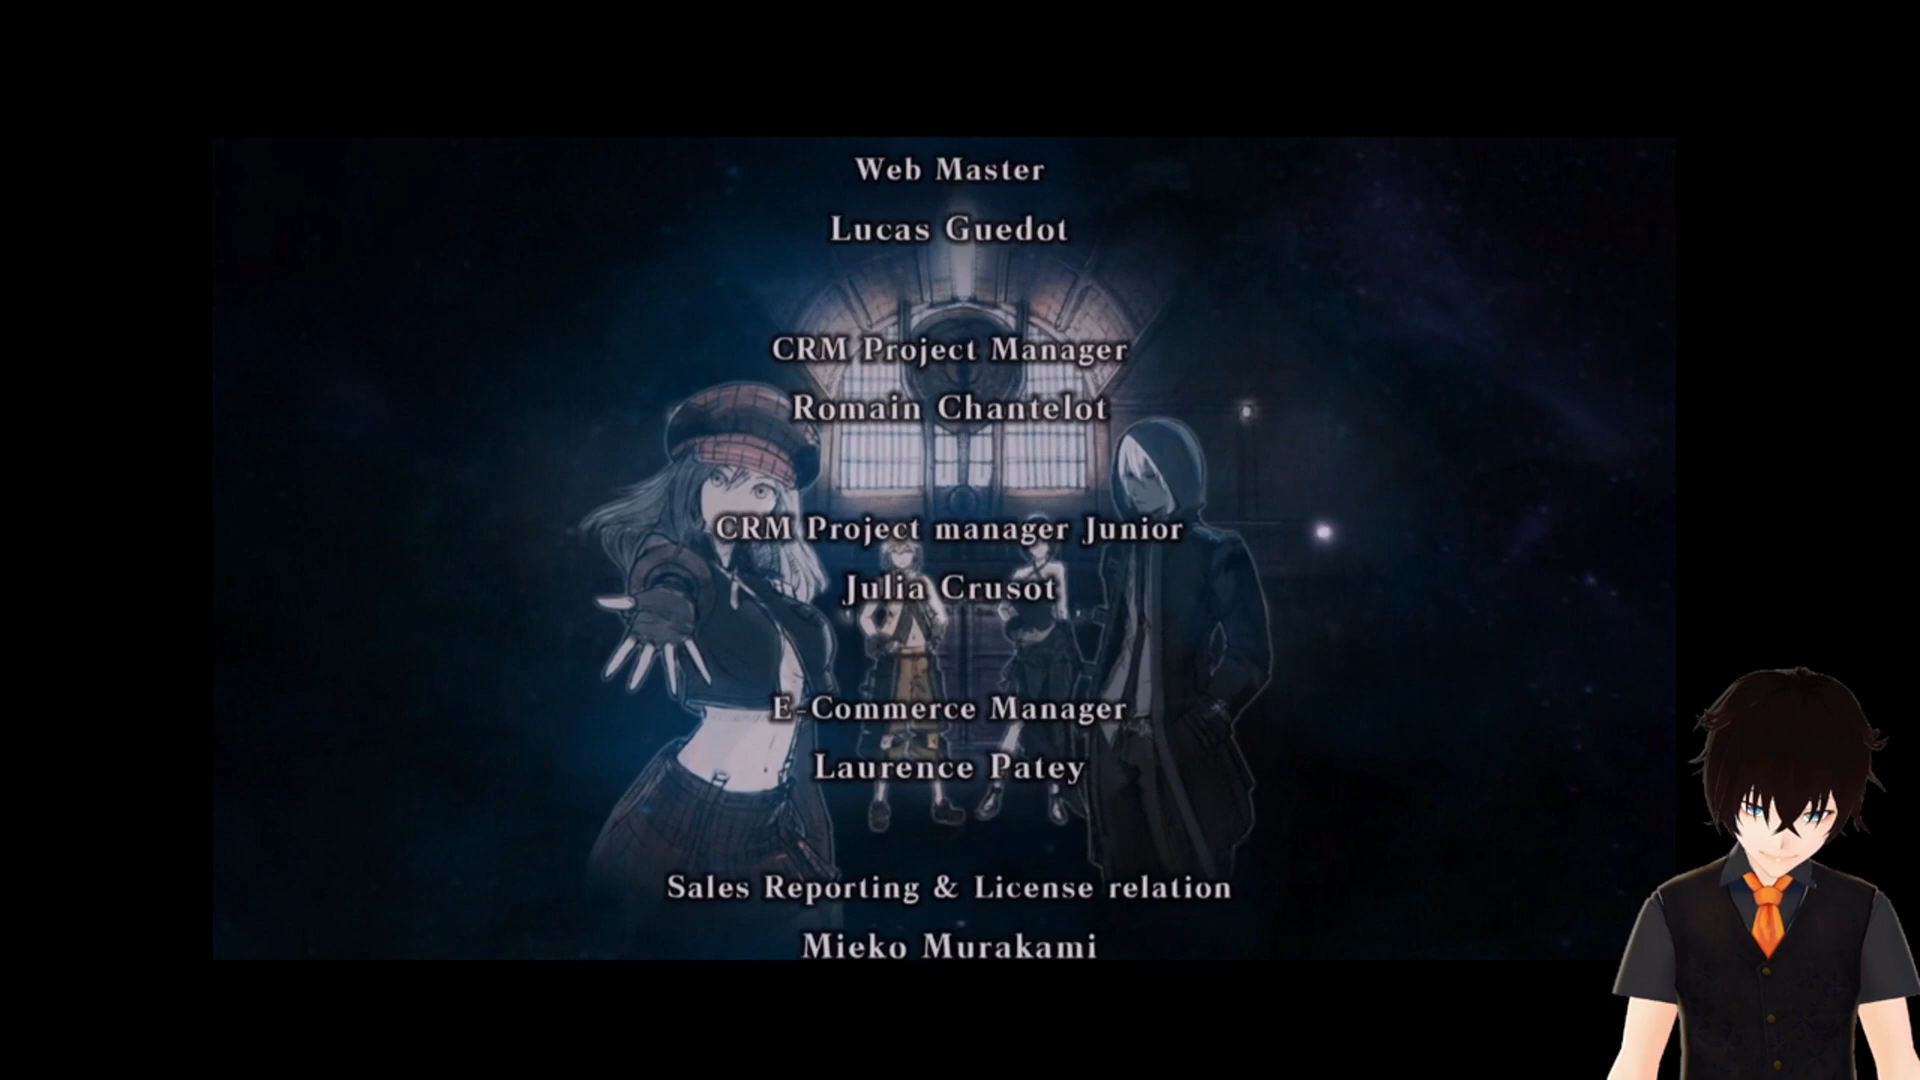 Web Master
Lucas Guedot
CRM Project Manager
Romain Chantelot
CRM Project manager Junior
Julia Crusot
E-Commerce Manager
Laurence Patey
Sales Reporting & License relation
Mieko Murakami